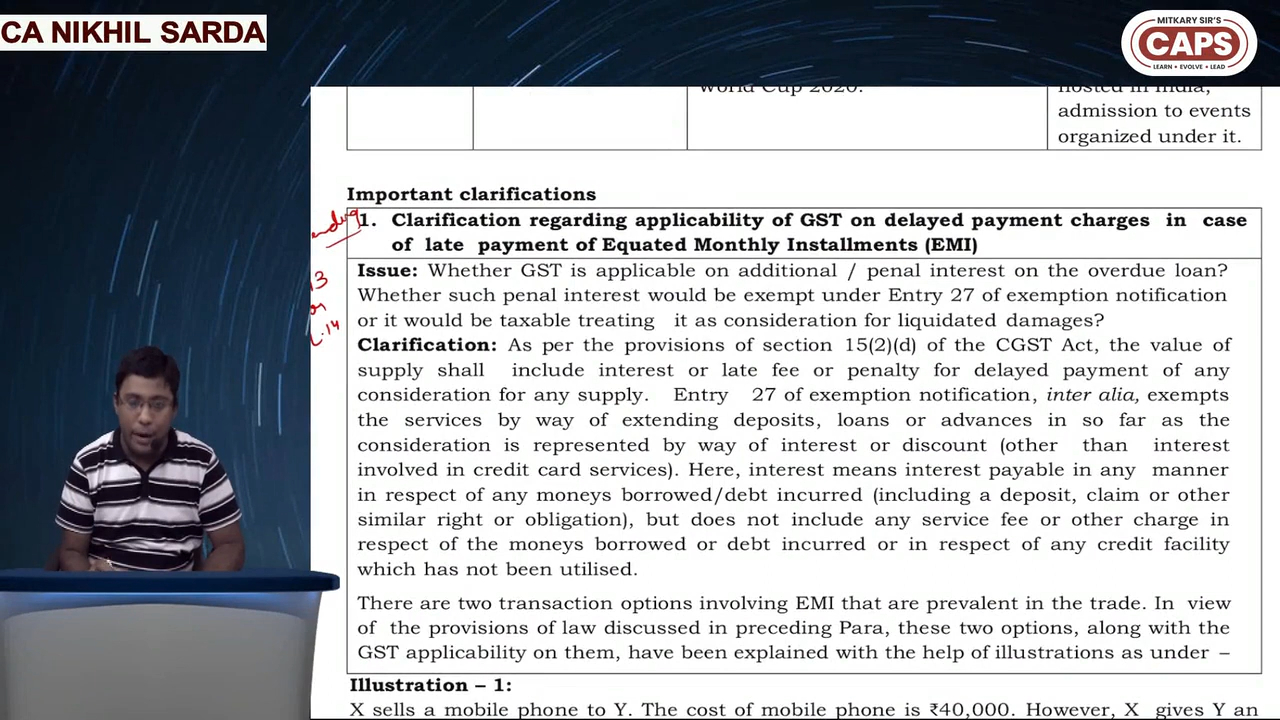 CA NIKHIL SARDA
MITKARY SIR'S
CAPS
LEARN • EVOLVE • LEAD
World Cup 2020.
hosted in India,
admission to events
organized under it.
Important clarifications
1. Clarification regarding applicability of GST on delayed payment charges in case
of late payment of Equated Monthly Installments (EMI)
13
or
Issue: Whether GST is applicable on additional / penal interest on the overdue loan?
Whether such penal interest would be exempt under Entry 27 of exemption notification
or it would be taxable treating it as consideration for liquidated damages?
Clarification: As per the provisions of section 15(2)(d) of the CGST Act, the value of
supply shall include interest or late fee or penalty for delayed payment of any
consideration for any supply. Entry 27 of exemption notification, inter alia, exempts
the services by way of extending deposits, loans or advances in so far as the
consideration is represented by way of interest or discount (other than interest
involved in credit card services). Here, interest means interest payable in any manner
in respect of any moneys borrowed/debt incurred (including a deposit, claim or other
similar right or obligation), but does not include any service fee or other charge in
respect of the moneys borrowed or debt incurred or in respect of any credit facility
which has not been utilised.
There are two transaction options involving EMI that are prevalent in the trade. In view
of the provisions of law discussed in preceding Para, these two options, along with the
GST applicability on them, have been explained with the help of illustrations as under –
Illustration – 1:
X sells a mobile phone to Y. The cost of mobile phone is ₹40,000. However, X gives Y an